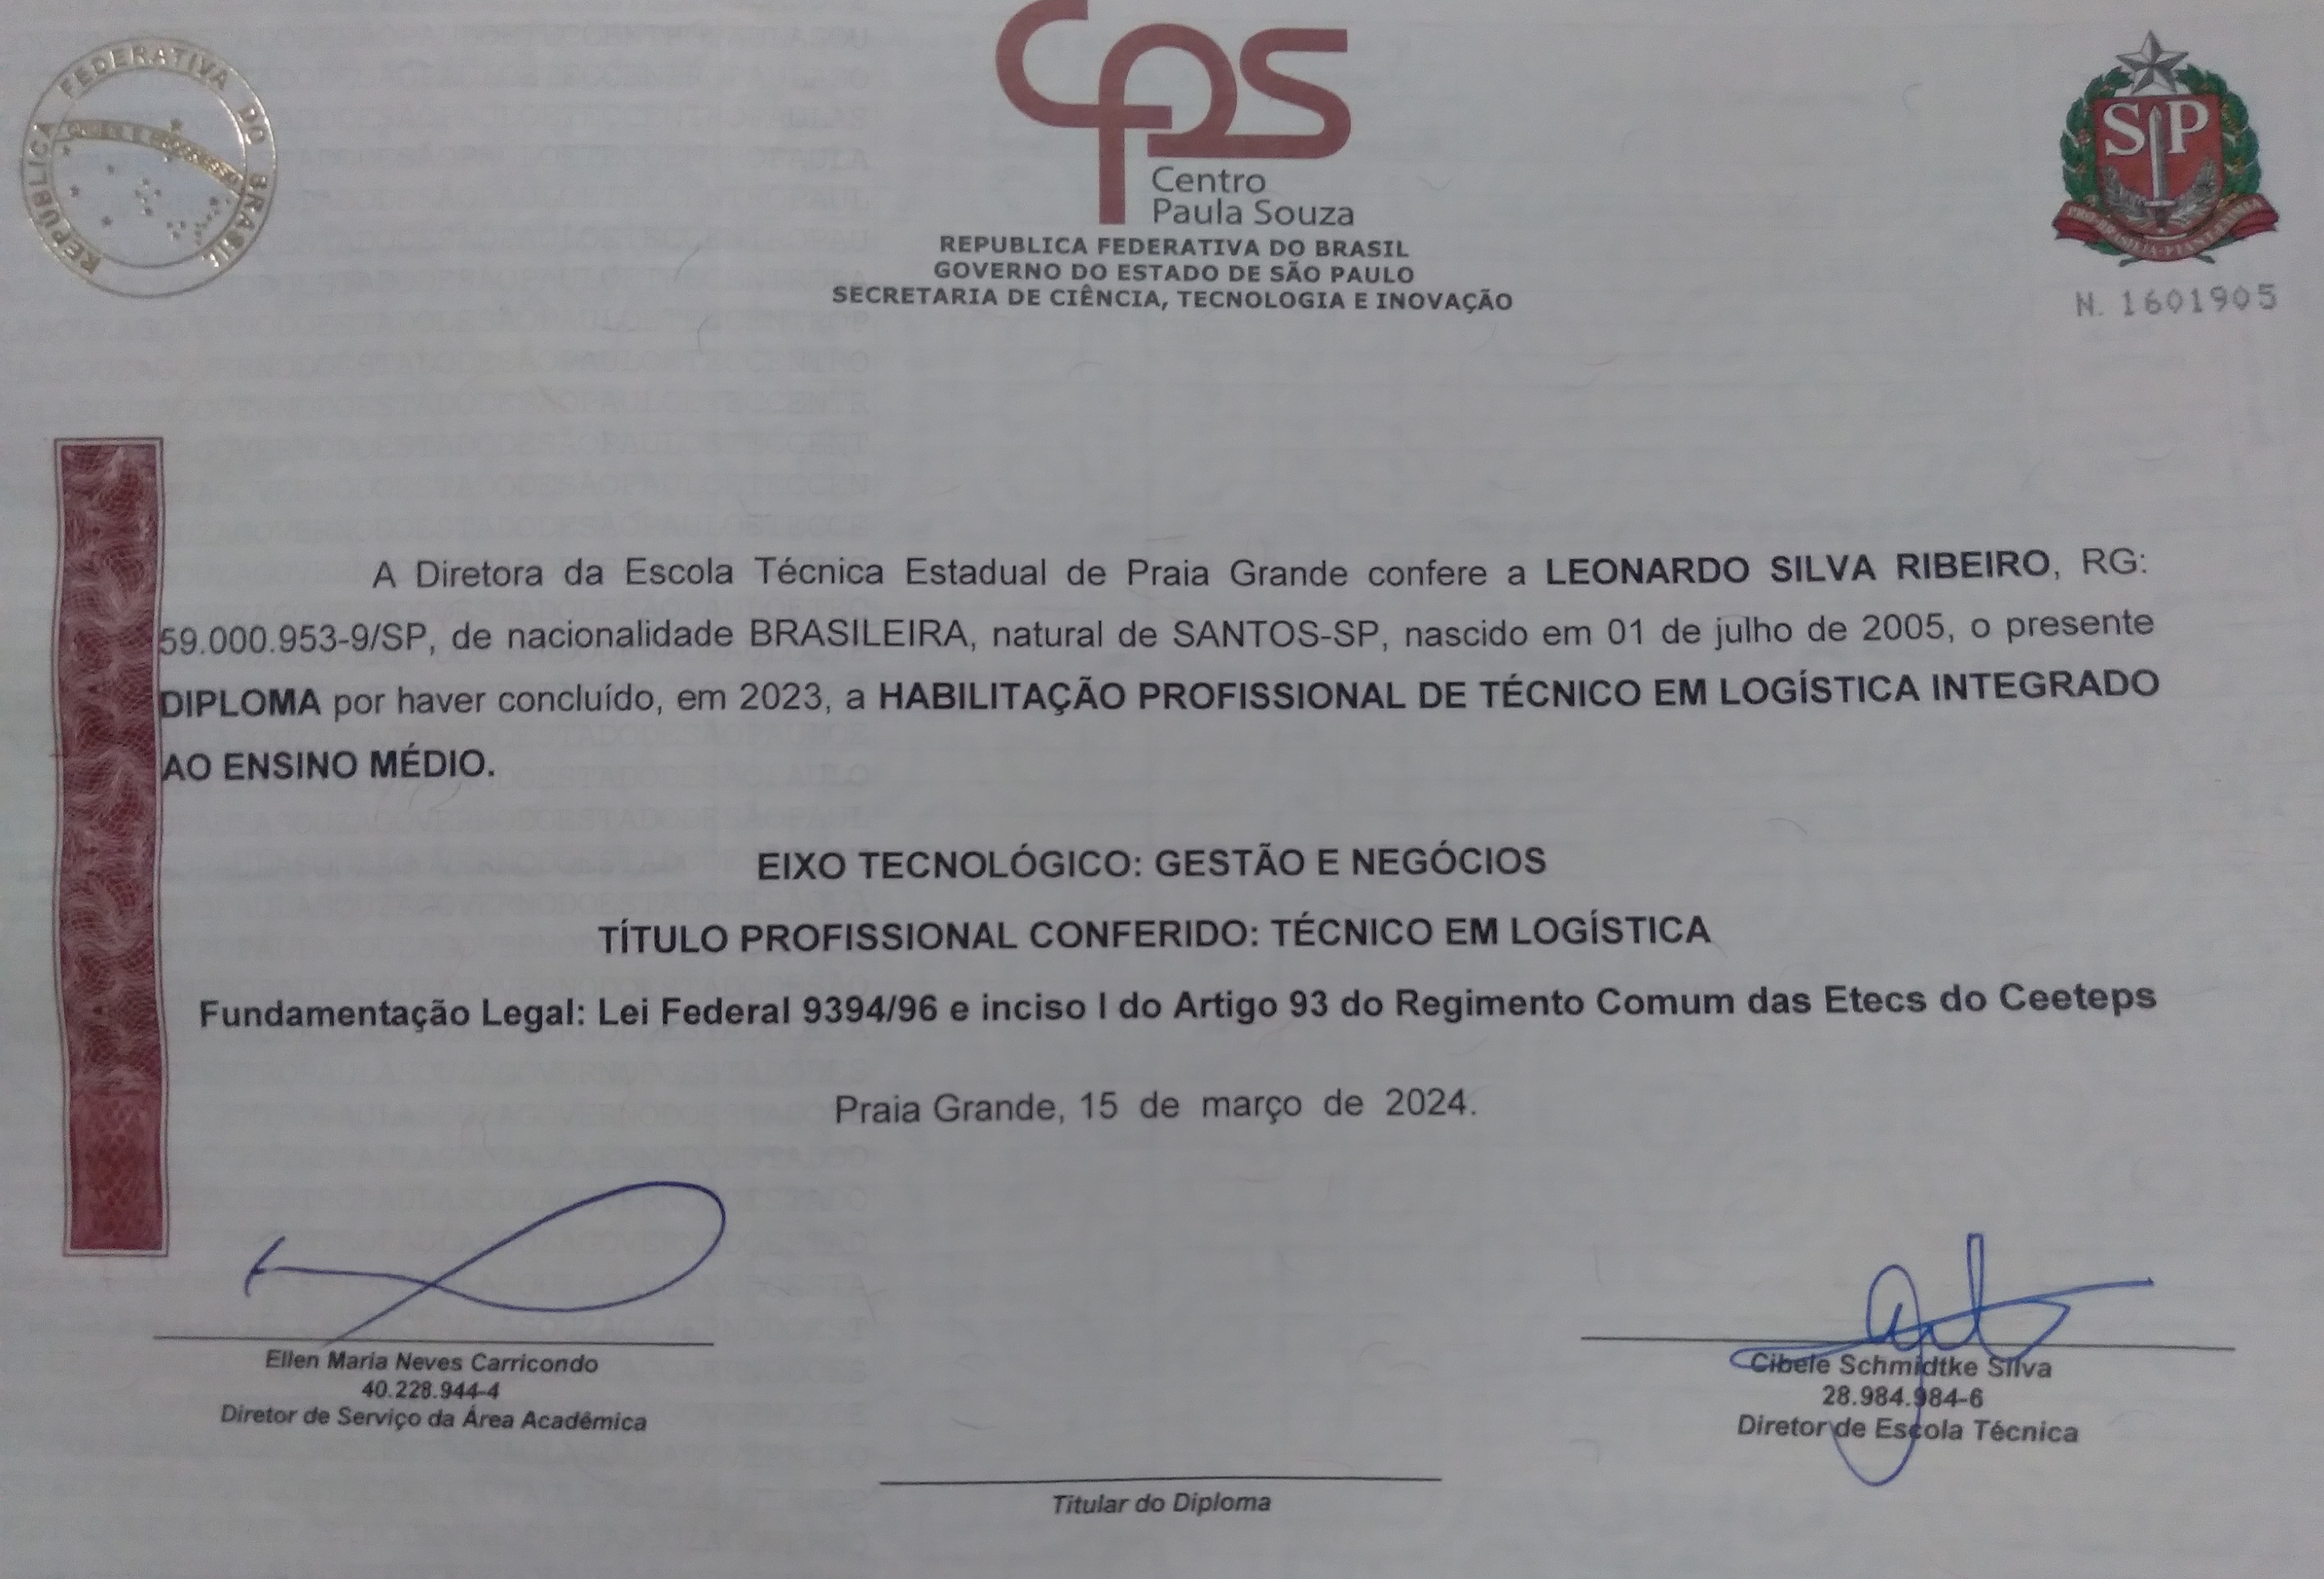 REPÚBLICA FEDERATIVA DO BRASIL
ORDEM E PROGRESSO
cps
Centro
Paula Souza
REPUBLICA FEDERATIVA DO BRASIL
GOVERNO DO ESTADO DE SÃO PAULO
SECRETARIA DE CIÊNCIA, TECNOLOGIA E INOVAÇÃO
SP
PRO·BRASILIA·FIANT·EXIMIA
N. 1601905
A Diretora da Escola Técnica Estadual de Praia Grande confere a LEONARDO SILVA RIBEIRO, RG:
59.000.953-9/SP, de nacionalidade BRASILEIRA, natural de SANTOS-SP, nascido em 01 de julho de 2005, o presente
DIPLOMA por haver concluído, em 2023, a HABILITAÇÃO PROFISSIONAL DE TÉCNICO EM LOGÍSTICA INTEGRADO
AO ENSINO MÉDIO.
EIXO TECNOLÓGICO: GESTÃO E NEGÓCIOS
TÍTULO PROFISSIONAL CONFERIDO: TÉCNICO EM LOGÍSTICA
Fundamentação Legal: Lei Federal 9394/96 e inciso I do Artigo 93 do Regimento Comum das Etecs do Ceeteps
Praia Grande, 15 de março de 2024.
Ellen Maria Neves Carricondo
40.228.944-4
Diretor de Serviço da Área Acadêmica
Cibele Schmidtke Silva
28.984.984-6
Diretor de Escola Técnica
Titular do Diploma